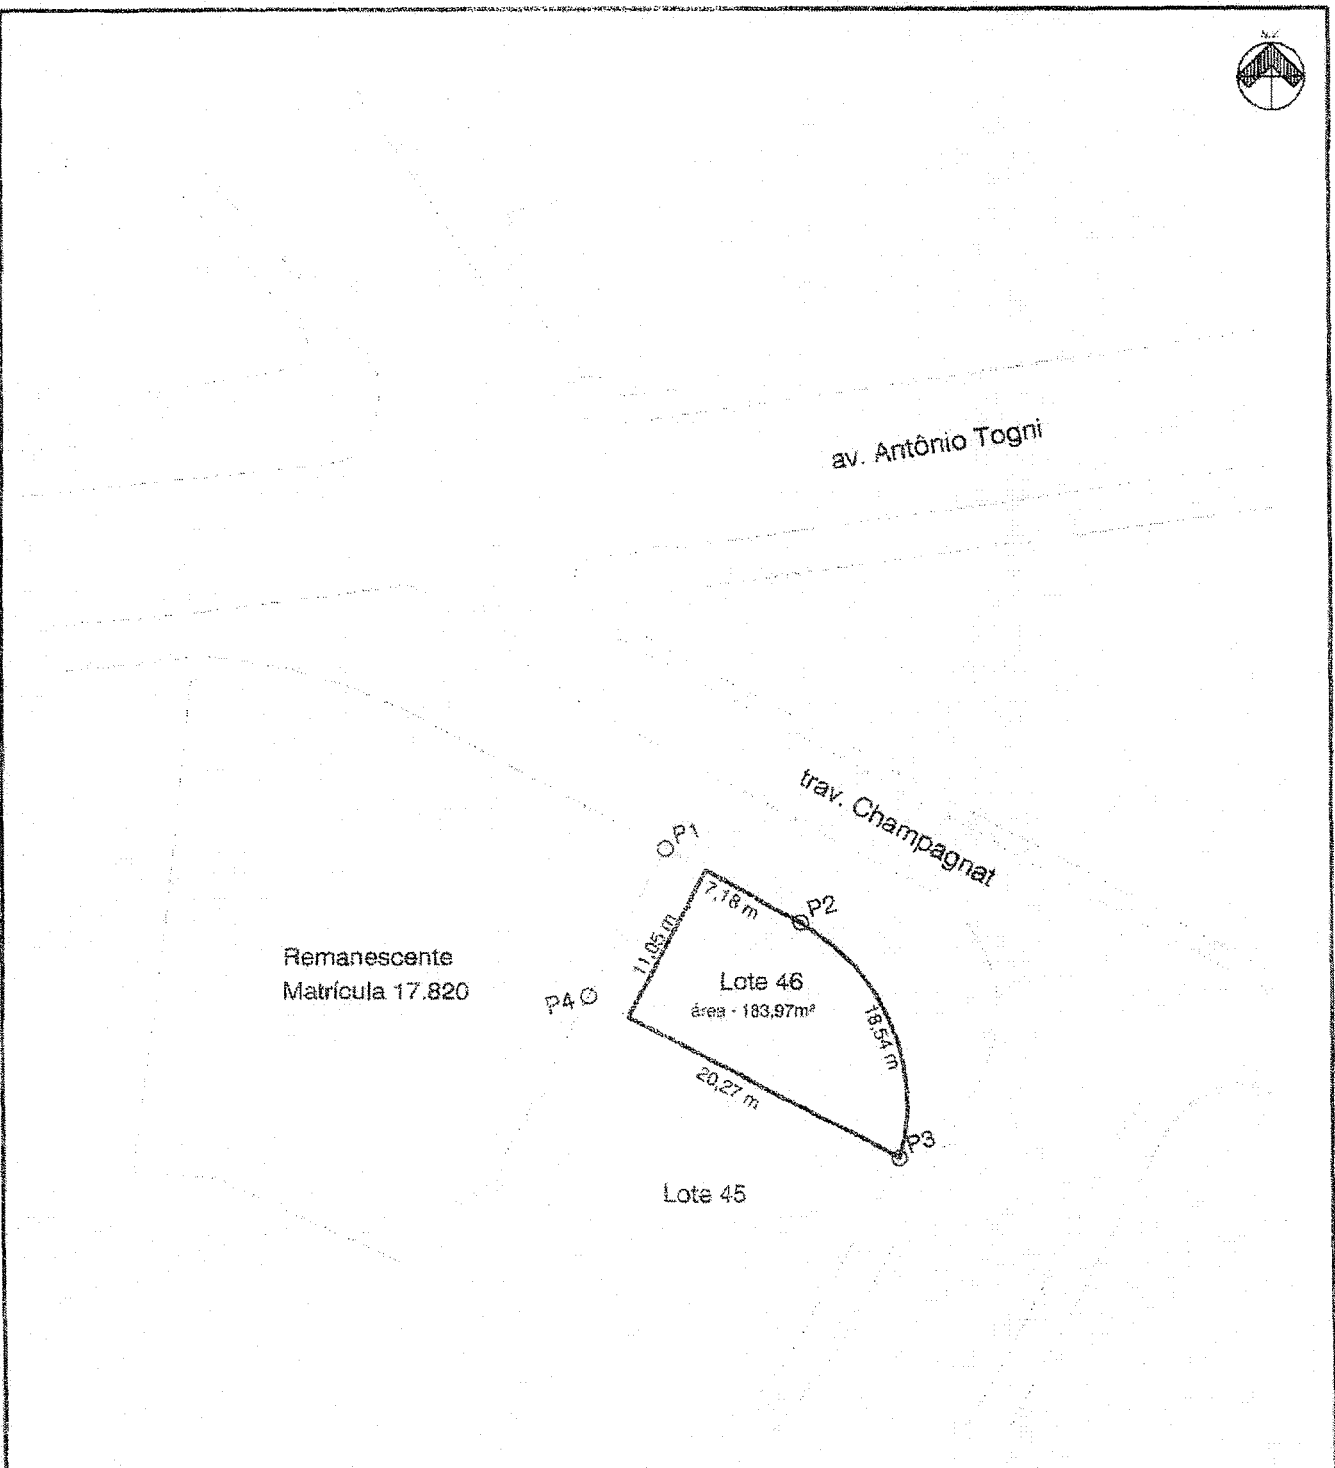 NZ
av. Antônio Togni
trav. Champagnat
P1
7,18 m
P2
11,05 m
Remanescente
Matrícula 17.820
P4
Lote 46
área - 183,97m²
18,54 m
20,27 m
P3
Lote 45